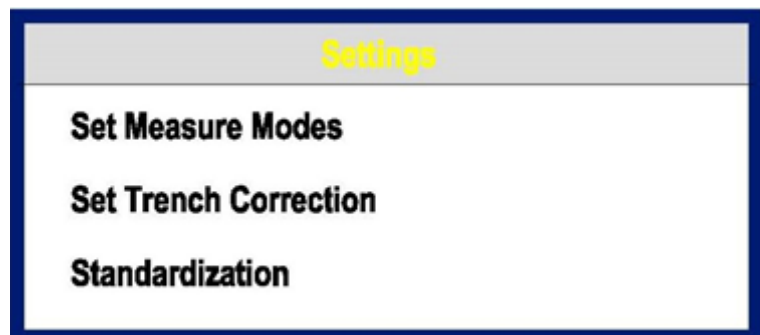 Settings
Set Measure Modes
Set Trench Correction
Standardization